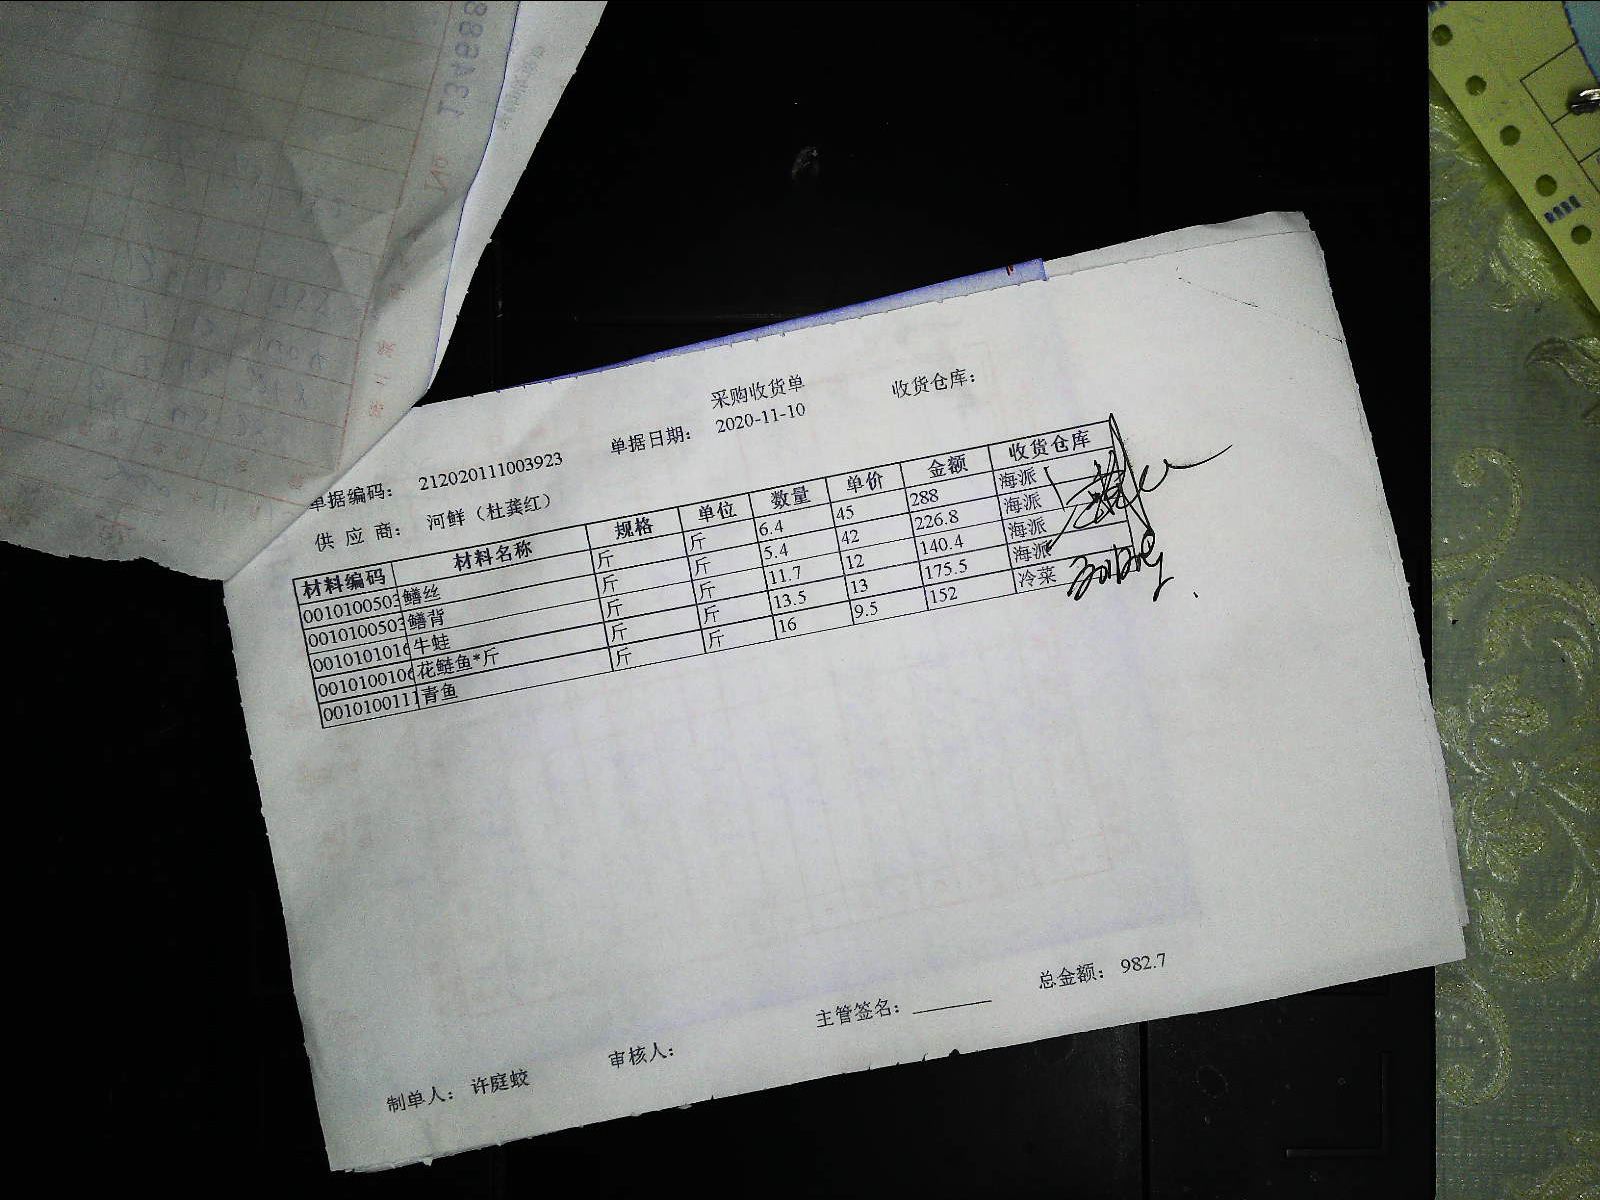 采购收货单
单据编码： 212020111003923 单据日期： 2020-11-10 收货仓库：
供 应 商： 河鲜（杜龚红）
材料编码 材料名称 规格 单位 数量 单价 金额 收货仓库
0010100503 鳝丝 斤 斤 6.4 45 288 海派
0010100503 鳝背 斤 斤 5.4 42 226.8 海派
0010101016 牛蛙 斤 斤 11.7 12 140.4 海派
0010100106 花鲢鱼*斤 斤 斤 13.5 13 175.5 海派
0010100111 青鱼 斤 斤 16 9.5 152 冷菜
制单人： 许庭蛟 审核人： 主管签名： 总金额： 982.7